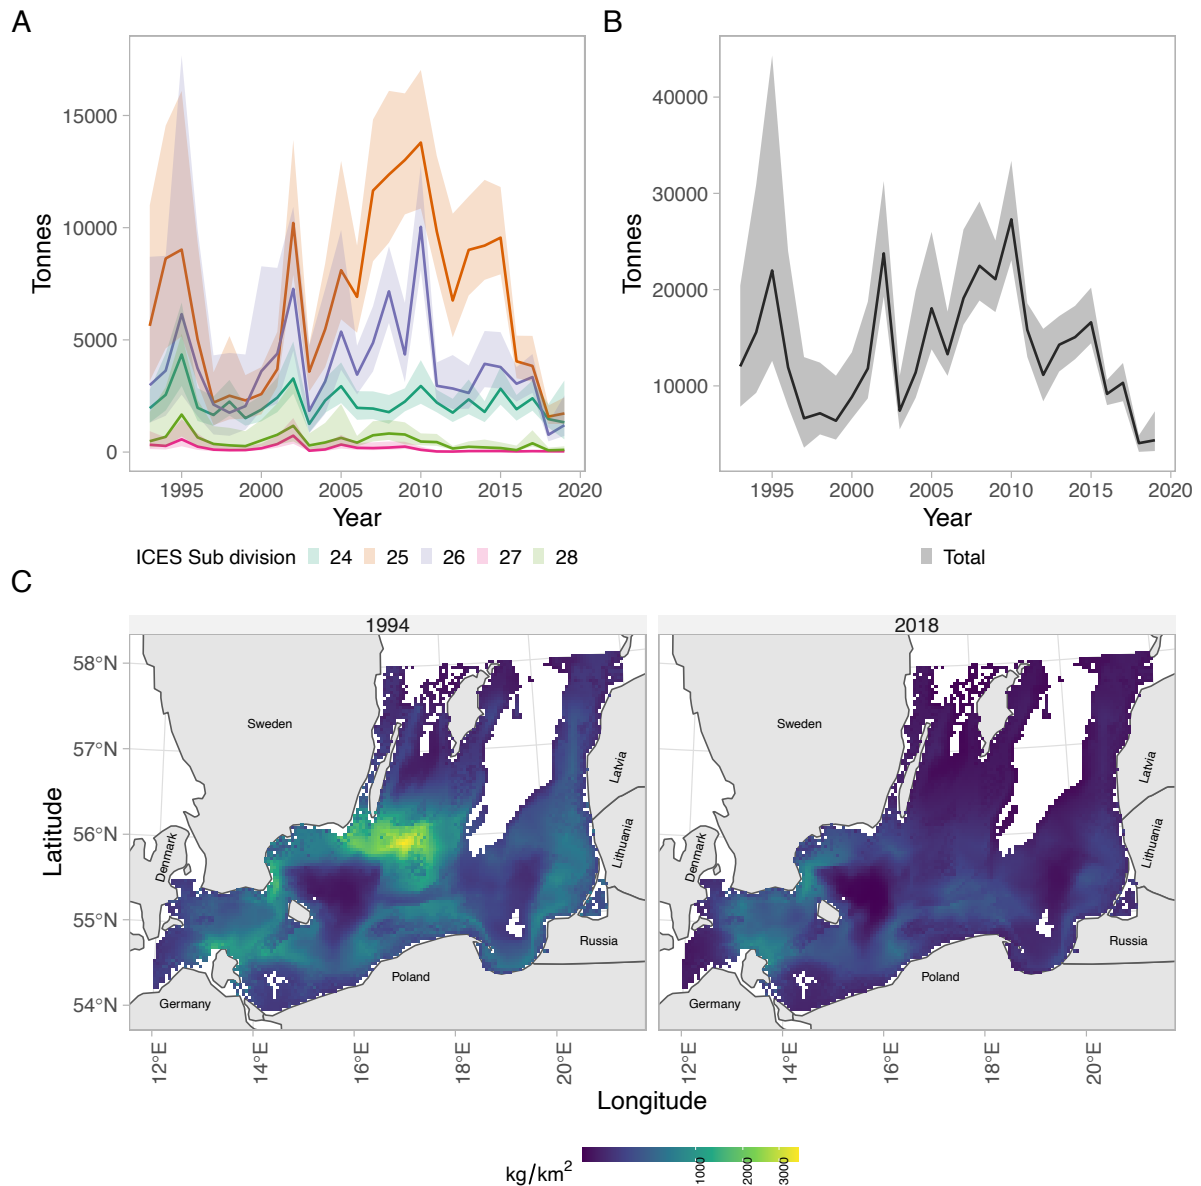 A
B
Tonnes
15000
10000
5000
0
1995 2000 2005 2010 2015 2020
Year
ICES Sub division 24 25 26 27 28
Tonnes
40000
30000
20000
10000
1995 2000 2005 2010 2015 2020
Year
Total
C
1994
2018
Latitude
58°N
57°N
56°N
55°N
54°N
Sweden
Denmark
Germany
Poland
Russia
Lithuania
Latvia
Sweden
Denmark
Germany
Poland
Russia
Lithuania
Latvia
12°E 14°E 16°E 18°E 20°E
12°E 14°E 16°E 18°E 20°E
Longitude
kg/km²
1000 2000 3000